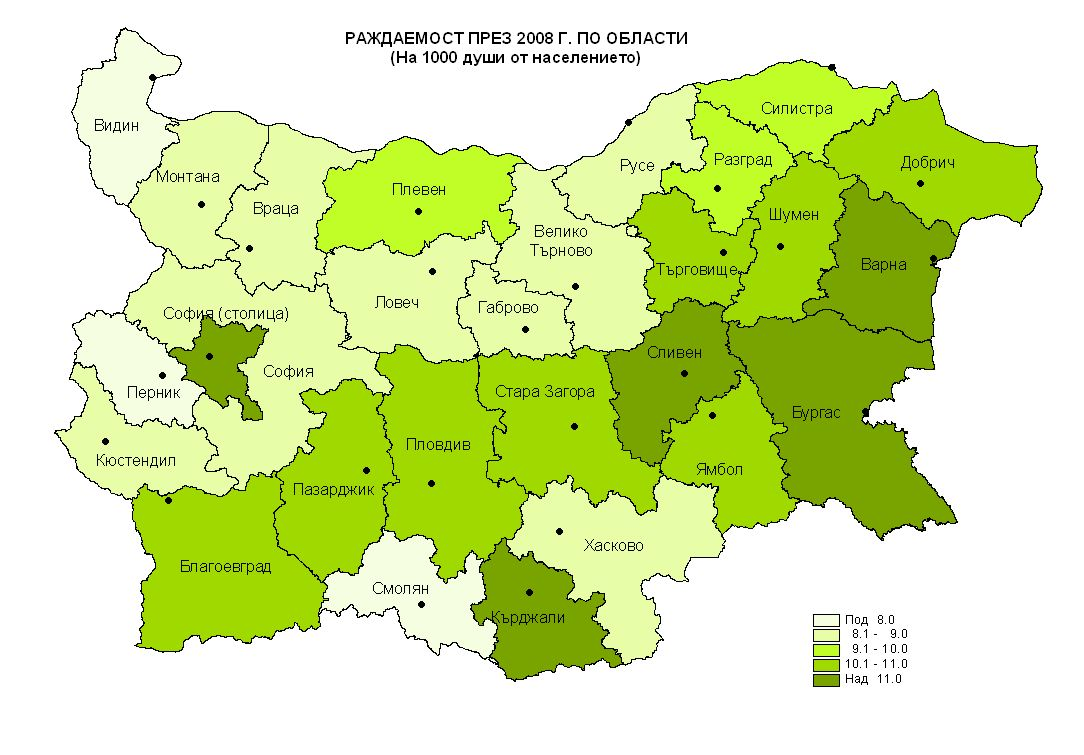 РАЖДАЕМОСТ ПРЕЗ 2008 Г. ПО ОБЛАСТИ
(На 1000 души от населението)
Видин
Силистра
Монтана
Русе
Разград
Добрич
Плевен
Враца
Шумен
Велико
Търново
Варна
Търговище
Ловеч
Габрово
София (столица)
Сливен
София
Перник
Стара Загора
Бургас
Пловдив
Кюстендил
Ямбол
Пазарджик
Хасково
Благоевград
Смолян
Кърджали
Под 8.0
8.1 - 9.0
9.1 - 10.0
10.1 - 11.0
Над 11.0